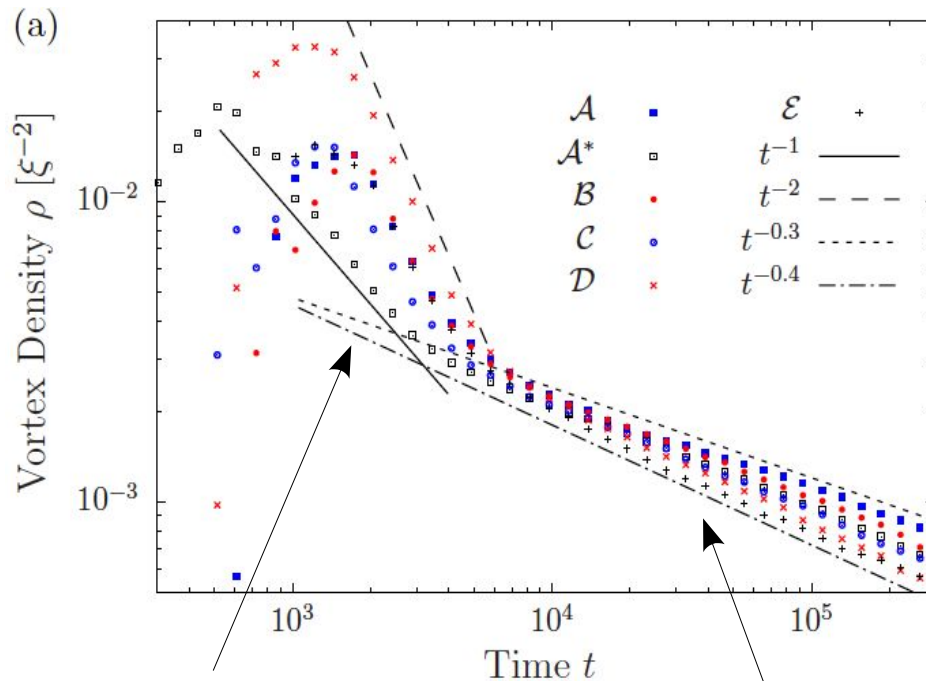 (a)
Vortex Density ρ [ξ⁻²]
10⁻²
10⁻³
𝒜
𝒜*
ℬ
𝒞
𝒟
ℰ
t⁻¹
t⁻²
t⁻⁰·³
t⁻⁰·⁴
10³
10⁴
10⁵
Time t